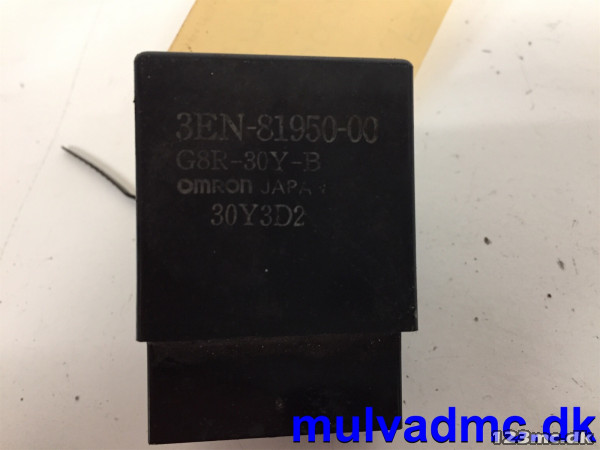 3EN-81950-00
G8R-30Y-B
OMRON JAPAN
30Y3D2
mulvadmc.dk
123mc.dk